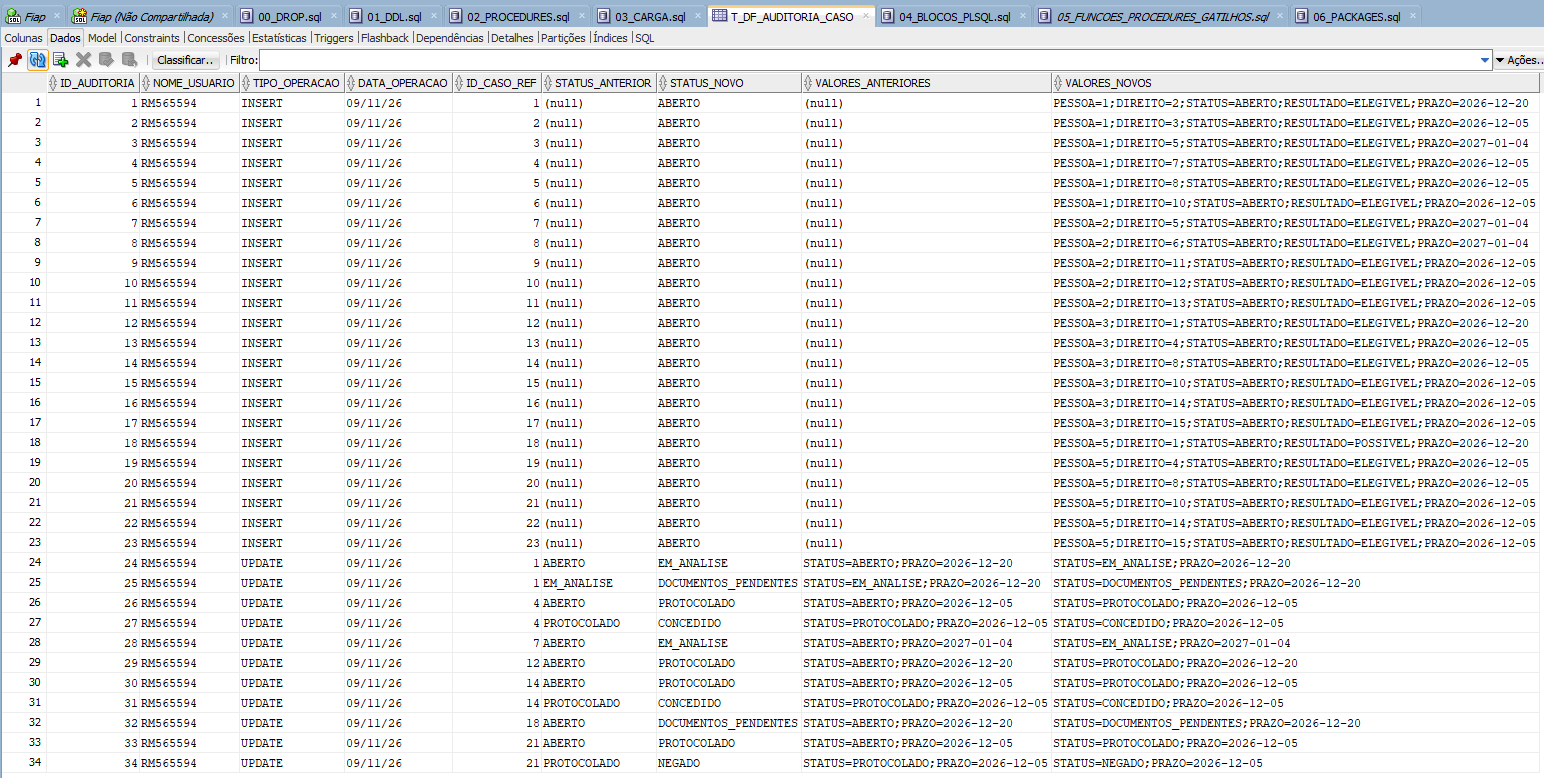 Fiap Fiap (Não Compartilhada) 00_DROP.sql 01_DDL.sql 02_PROCEDURES.sql 03_CARGA.sql T_DF_AUDITORIA_CASO 04_BLOCOS_PLSQL.sql 05_FUNCOES_PROCEDURES_GATILHOS.sql 06_PACKAGES.sql
Colunas Dados Model Constraints Concessões Estatísticas Triggers Flashback Dependências Detalhes Partições Índices SQL
Classificar.. Filtro: Ações..
ID_AUDITORIA NOME_USUARIO TIPO_OPERACAO DATA_OPERACAO ID_CASO_REF STATUS_ANTERIOR STATUS_NOVO VALORES_ANTERIORES VALORES_NOVOS
1 1 RM565594 INSERT 09/11/26 1 (null) ABERTO (null) PESSOA=1;DIREITO=2;STATUS=ABERTO;RESULTADO=ELEGIVEL;PRAZO=2026-12-20
2 2 RM565594 INSERT 09/11/26 2 (null) ABERTO (null) PESSOA=1;DIREITO=3;STATUS=ABERTO;RESULTADO=ELEGIVEL;PRAZO=2026-12-05
3 3 RM565594 INSERT 09/11/26 3 (null) ABERTO (null) PESSOA=1;DIREITO=5;STATUS=ABERTO;RESULTADO=ELEGIVEL;PRAZO=2027-01-04
4 4 RM565594 INSERT 09/11/26 4 (null) ABERTO (null) PESSOA=1;DIREITO=7;STATUS=ABERTO;RESULTADO=ELEGIVEL;PRAZO=2026-12-05
5 5 RM565594 INSERT 09/11/26 5 (null) ABERTO (null) PESSOA=1;DIREITO=8;STATUS=ABERTO;RESULTADO=ELEGIVEL;PRAZO=2026-12-05
6 6 RM565594 INSERT 09/11/26 6 (null) ABERTO (null) PESSOA=1;DIREITO=10;STATUS=ABERTO;RESULTADO=ELEGIVEL;PRAZO=2026-12-05
7 7 RM565594 INSERT 09/11/26 7 (null) ABERTO (null) PESSOA=2;DIREITO=5;STATUS=ABERTO;RESULTADO=ELEGIVEL;PRAZO=2027-01-04
8 8 RM565594 INSERT 09/11/26 8 (null) ABERTO (null) PESSOA=2;DIREITO=6;STATUS=ABERTO;RESULTADO=ELEGIVEL;PRAZO=2027-01-04
9 9 RM565594 INSERT 09/11/26 9 (null) ABERTO (null) PESSOA=2;DIREITO=11;STATUS=ABERTO;RESULTADO=ELEGIVEL;PRAZO=2026-12-05
10 10 RM565594 INSERT 09/11/26 10 (null) ABERTO (null) PESSOA=2;DIREITO=12;STATUS=ABERTO;RESULTADO=ELEGIVEL;PRAZO=2026-12-05
11 11 RM565594 INSERT 09/11/26 11 (null) ABERTO (null) PESSOA=2;DIREITO=13;STATUS=ABERTO;RESULTADO=ELEGIVEL;PRAZO=2026-12-05
12 12 RM565594 INSERT 09/11/26 12 (null) ABERTO (null) PESSOA=3;DIREITO=1;STATUS=ABERTO;RESULTADO=ELEGIVEL;PRAZO=2026-12-20
13 13 RM565594 INSERT 09/11/26 13 (null) ABERTO (null) PESSOA=3;DIREITO=4;STATUS=ABERTO;RESULTADO=ELEGIVEL;PRAZO=2026-12-05
14 14 RM565594 INSERT 09/11/26 14 (null) ABERTO (null) PESSOA=3;DIREITO=8;STATUS=ABERTO;RESULTADO=ELEGIVEL;PRAZO=2026-12-05
15 15 RM565594 INSERT 09/11/26 15 (null) ABERTO (null) PESSOA=3;DIREITO=10;STATUS=ABERTO;RESULTADO=ELEGIVEL;PRAZO=2026-12-05
16 16 RM565594 INSERT 09/11/26 16 (null) ABERTO (null) PESSOA=3;DIREITO=14;STATUS=ABERTO;RESULTADO=ELEGIVEL;PRAZO=2026-12-05
17 17 RM565594 INSERT 09/11/26 17 (null) ABERTO (null) PESSOA=3;DIREITO=15;STATUS=ABERTO;RESULTADO=ELEGIVEL;PRAZO=2026-12-05
18 18 RM565594 INSERT 09/11/26 18 (null) ABERTO (null) PESSOA=5;DIREITO=1;STATUS=ABERTO;RESULTADO=POSSIVEL;PRAZO=2026-12-20
19 19 RM565594 INSERT 09/11/26 19 (null) ABERTO (null) PESSOA=5;DIREITO=4;STATUS=ABERTO;RESULTADO=ELEGIVEL;PRAZO=2026-12-05
20 20 RM565594 INSERT 09/11/26 20 (null) ABERTO (null) PESSOA=5;DIREITO=8;STATUS=ABERTO;RESULTADO=ELEGIVEL;PRAZO=2026-12-05
21 21 RM565594 INSERT 09/11/26 21 (null) ABERTO (null) PESSOA=5;DIREITO=10;STATUS=ABERTO;RESULTADO=ELEGIVEL;PRAZO=2026-12-05
22 22 RM565594 INSERT 09/11/26 22 (null) ABERTO (null) PESSOA=5;DIREITO=14;STATUS=ABERTO;RESULTADO=ELEGIVEL;PRAZO=2026-12-05
23 23 RM565594 INSERT 09/11/26 23 (null) ABERTO (null) PESSOA=5;DIREITO=15;STATUS=ABERTO;RESULTADO=ELEGIVEL;PRAZO=2026-12-05
24 24 RM565594 UPDATE 09/11/26 1 ABERTO EM_ANALISE STATUS=ABERTO;PRAZO=2026-12-20 STATUS=EM_ANALISE;PRAZO=2026-12-20
25 25 RM565594 UPDATE 09/11/26 1 EM_ANALISE DOCUMENTOS_PENDENTES STATUS=EM_ANALISE;PRAZO=2026-12-20 STATUS=DOCUMENTOS_PENDENTES;PRAZO=2026-12-20
26 26 RM565594 UPDATE 09/11/26 4 ABERTO PROTOCOLADO STATUS=ABERTO;PRAZO=2026-12-05 STATUS=PROTOCOLADO;PRAZO=2026-12-05
27 27 RM565594 UPDATE 09/11/26 4 PROTOCOLADO CONCEDIDO STATUS=PROTOCOLADO;PRAZO=2026-12-05 STATUS=CONCEDIDO;PRAZO=2026-12-05
28 28 RM565594 UPDATE 09/11/26 7 ABERTO EM_ANALISE STATUS=ABERTO;PRAZO=2027-01-04 STATUS=EM_ANALISE;PRAZO=2027-01-04
29 29 RM565594 UPDATE 09/11/26 12 ABERTO PROTOCOLADO STATUS=ABERTO;PRAZO=2026-12-20 STATUS=PROTOCOLADO;PRAZO=2026-12-20
30 30 RM565594 UPDATE 09/11/26 14 ABERTO PROTOCOLADO STATUS=ABERTO;PRAZO=2026-12-05 STATUS=PROTOCOLADO;PRAZO=2026-12-05
31 31 RM565594 UPDATE 09/11/26 14 PROTOCOLADO CONCEDIDO STATUS=PROTOCOLADO;PRAZO=2026-12-05 STATUS=CONCEDIDO;PRAZO=2026-12-05
32 32 RM565594 UPDATE 09/11/26 18 ABERTO DOCUMENTOS_PENDENTES STATUS=ABERTO;PRAZO=2026-12-20 STATUS=DOCUMENTOS_PENDENTES;PRAZO=2026-12-20
33 33 RM565594 UPDATE 09/11/26 21 ABERTO PROTOCOLADO STATUS=ABERTO;PRAZO=2026-12-05 STATUS=PROTOCOLADO;PRAZO=2026-12-05
34 34 RM565594 UPDATE 09/11/26 21 PROTOCOLADO NEGADO STATUS=PROTOCOLADO;PRAZO=2026-12-05 STATUS=NEGADO;PRAZO=2026-12-05